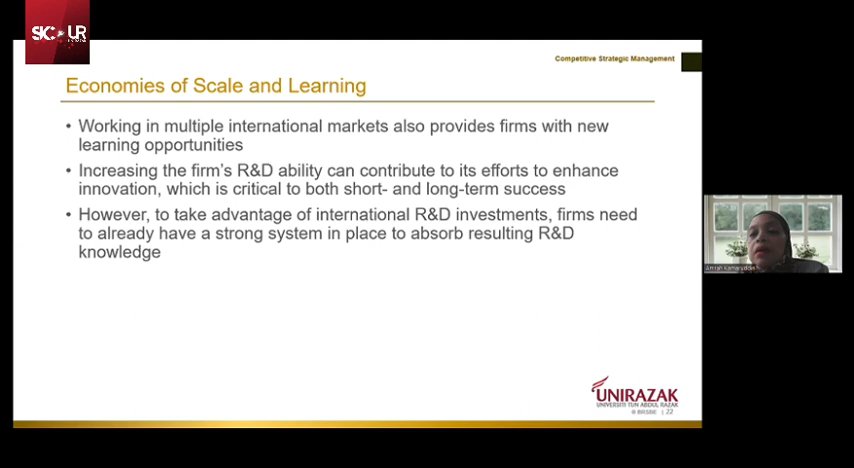 Competitive Strategic Management
Economies of Scale and Learning
• Working in multiple international markets also provides firms with new
learning opportunities
• Increasing the firm's R&D ability can contribute to its efforts to enhance
innovation, which is critical to both short- and long-term success
• However, to take advantage of international R&D investments, firms need
to already have a strong system in place to absorb resulting R&D
knowledge
UNIRAZAK
UNIVERSITI TUN ABDUL RAZAK
| 22